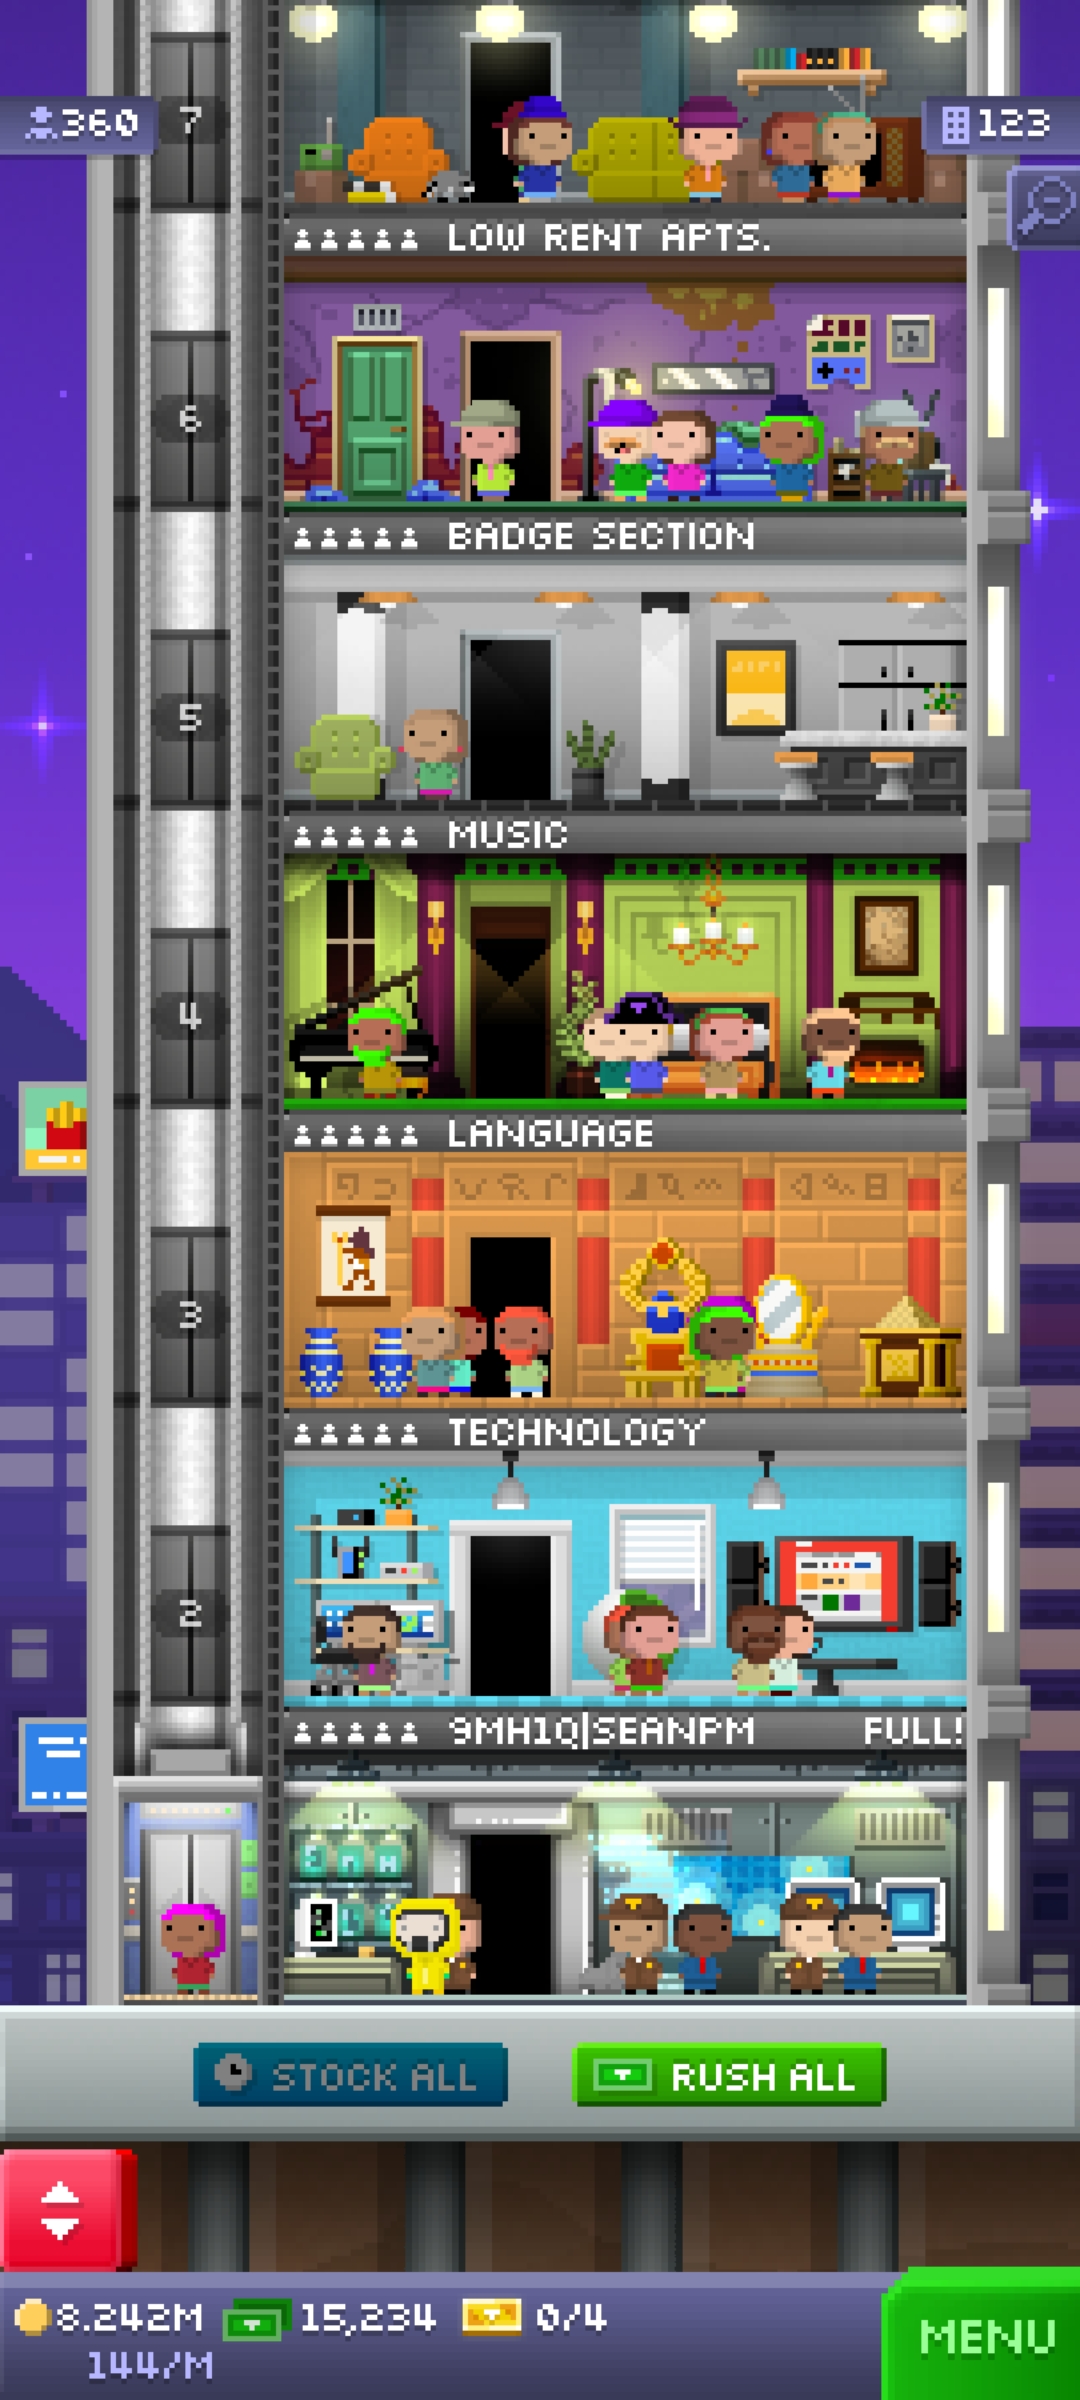 360
7
123
LOW RENT APTS.
6
BADGE SECTION
5
MUSIC
4
LANGUAGE
3
TECHNOLOGY
2
9MH1Q|SEANPM FULL!
STOCK ALL
RUSH ALL
8.242M 15,234 0/4
144/M
MENU